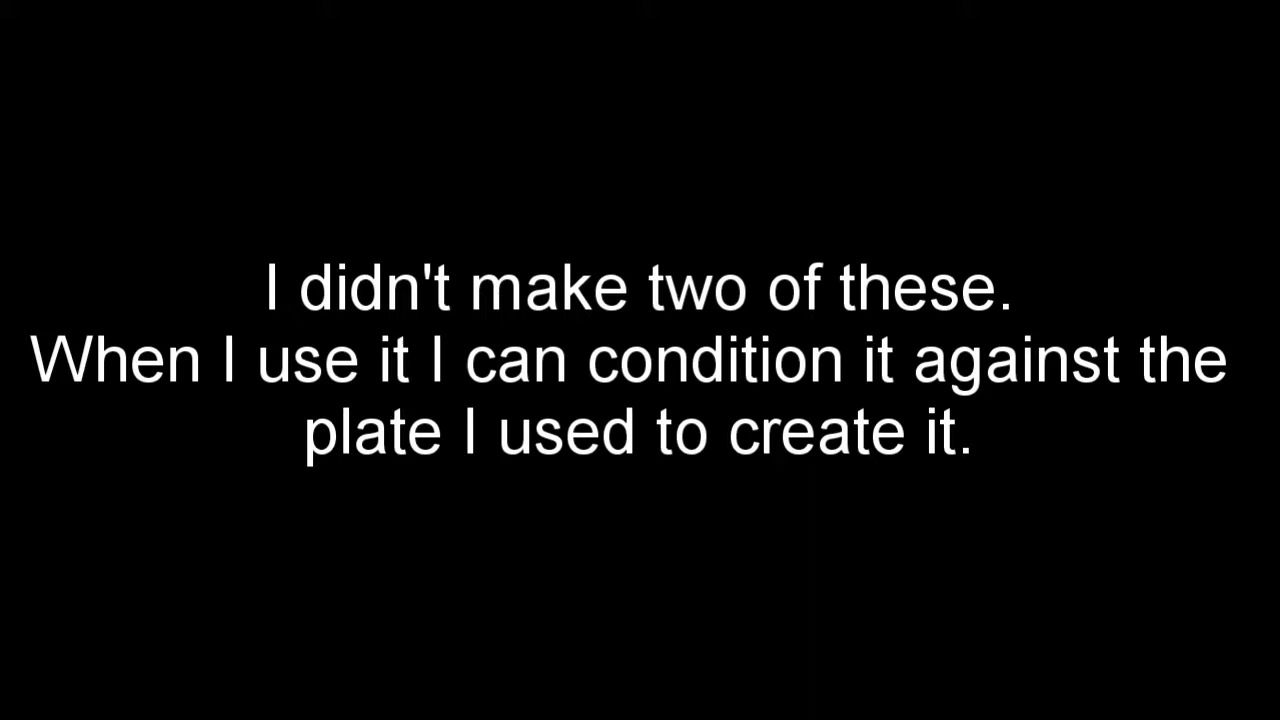 I didn't make two of these.
When I use it I can condition it against the
plate I used to create it.